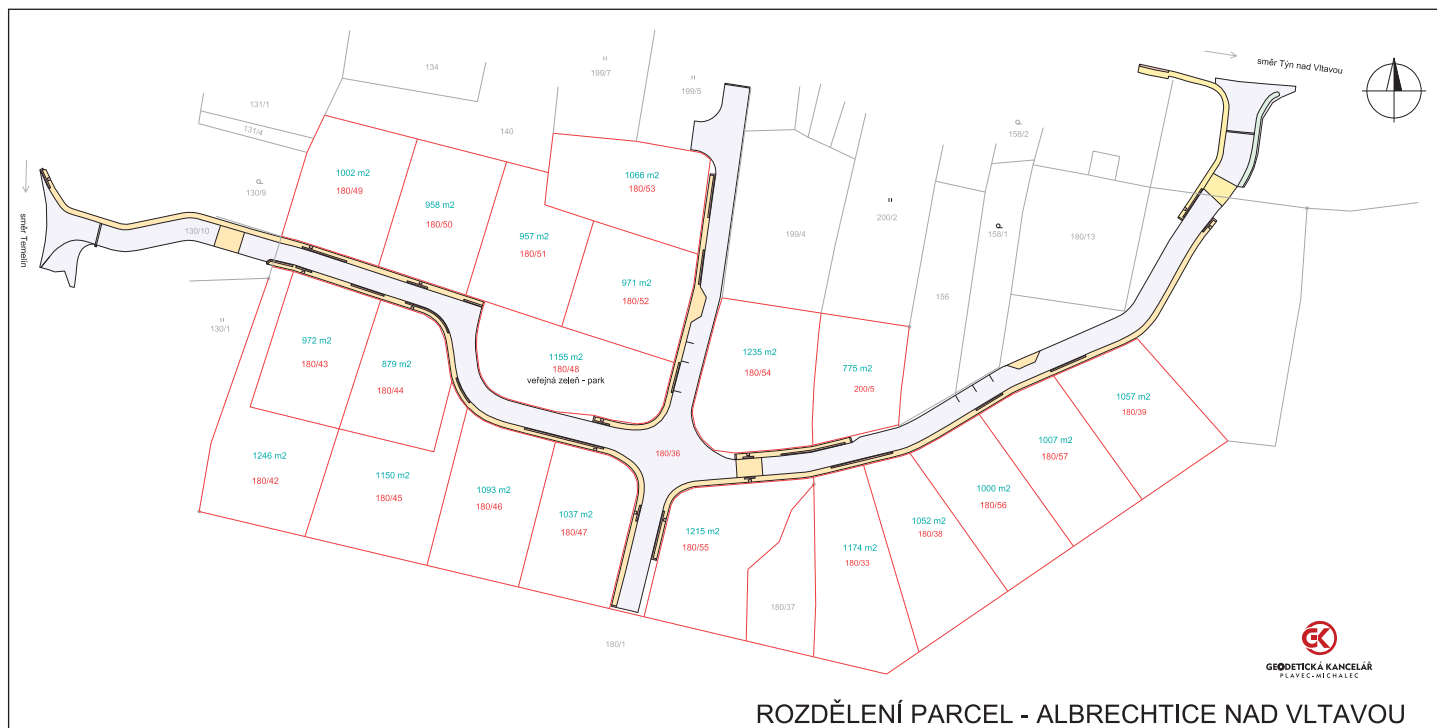 134
"
199/7
"
199/5
směr Týn nad Vltavou
131/1
131/4
140
158/2
1002 m2
180/49
1066 m2
180/53
130/9
958 m2
180/50
957 m2
180/51
199/4
"
200/2
158/1
180/13
směr Temelín
130/10
971 m2
180/52
156
"
130/1
972 m2
180/43
879 m2
180/44
1155 m2
180/48
veřejná zeleň - park
1235 m2
180/54
775 m2
200/5
1057 m2
180/39
1246 m2
180/42
1150 m2
180/45
1093 m2
180/46
1037 m2
180/47
180/36
1007 m2
180/57
1000 m2
180/56
1052 m2
180/38
1215 m2
180/55
1174 m2
180/33
180/37
180/1
GK
GEODETICKÁ KANCELÁŘ
PLAVEC-MICHALEC
ROZDĚLENÍ PARCEL - ALBRECHTICE NAD VLTAVOU